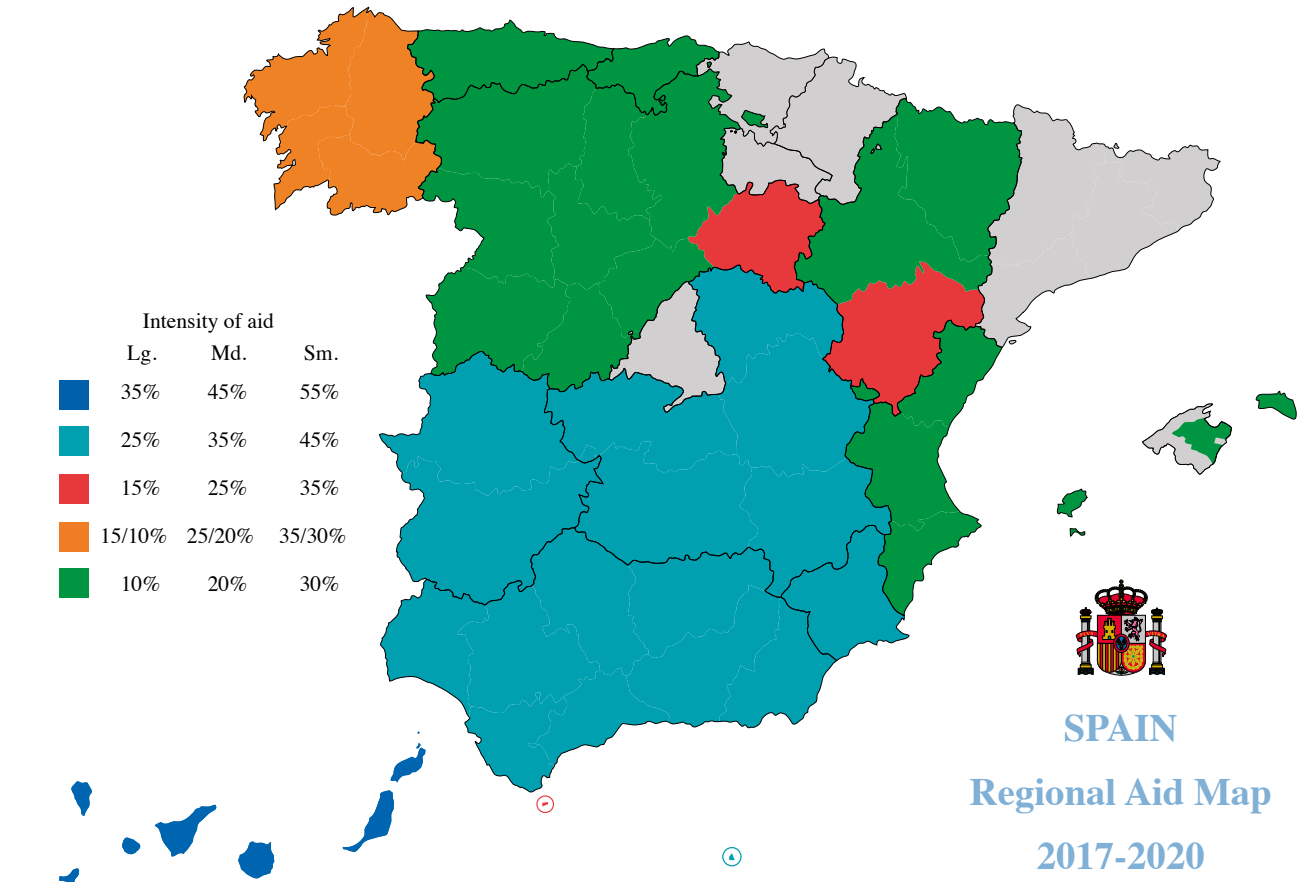 Intensity of aid
Lg. Md. Sm.
35% 45% 55%
25% 35% 45%
15% 25% 35%
15/10% 25/20% 35/30%
10% 20% 30%
SPAIN
Regional Aid Map
2017-2020